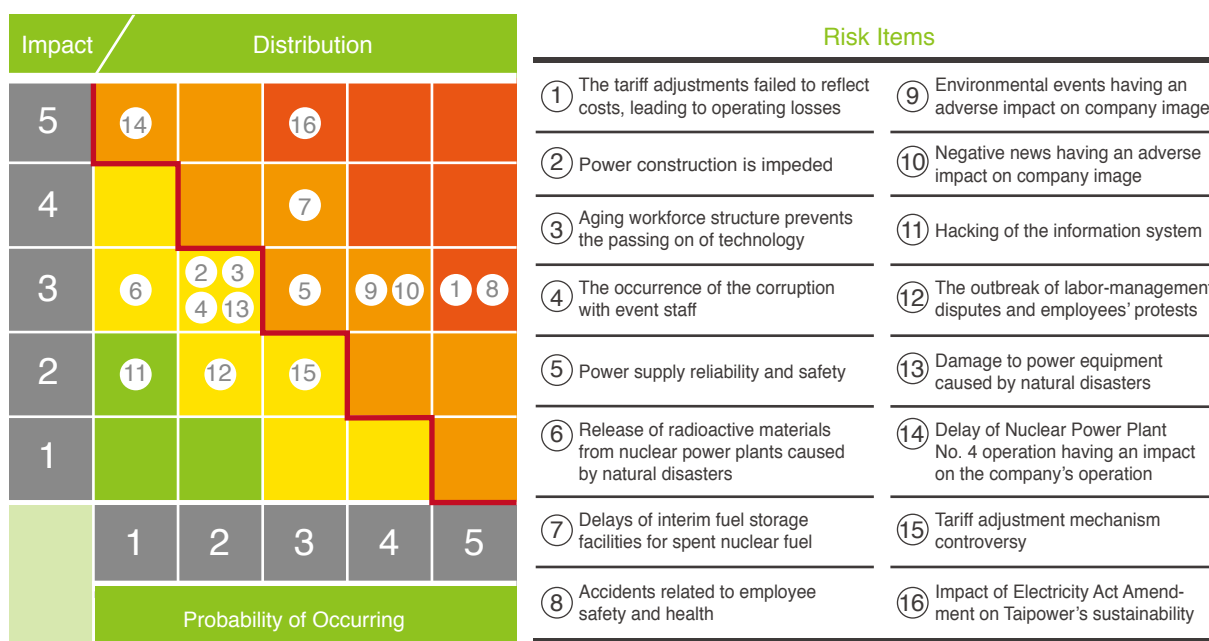 Impact
Distribution
5
14
16
4
7
3
6
2 3
4 13
5
9 10
1 8
2
11
12
15
1
1 2 3 4 5
Probability of Occurring
Risk Items
1 The tariff adjustments failed to reflect
costs, leading to operating losses
2 Power construction is impeded
3 Aging workforce structure prevents
the passing on of technology
4 The occurrence of the corruption
with event staff
5 Power supply reliability and safety
6 Release of radioactive materials
from nuclear power plants caused
by natural disasters
7 Delays of interim fuel storage
facilities for spent nuclear fuel
8 Accidents related to employee
safety and health
9 Environmental events having an
adverse impact on company image
10 Negative news having an adverse
impact on company image
11 Hacking of the information system
12 The outbreak of labor-management
disputes and employees’ protests
13 Damage to power equipment
caused by natural disasters
14 Delay of Nuclear Power Plant
No. 4 operation having an impact
on the company’s operation
15 Tariff adjustment mechanism
controversy
16 Impact of Electricity Act Amend-
ment on Taipower’s sustainability